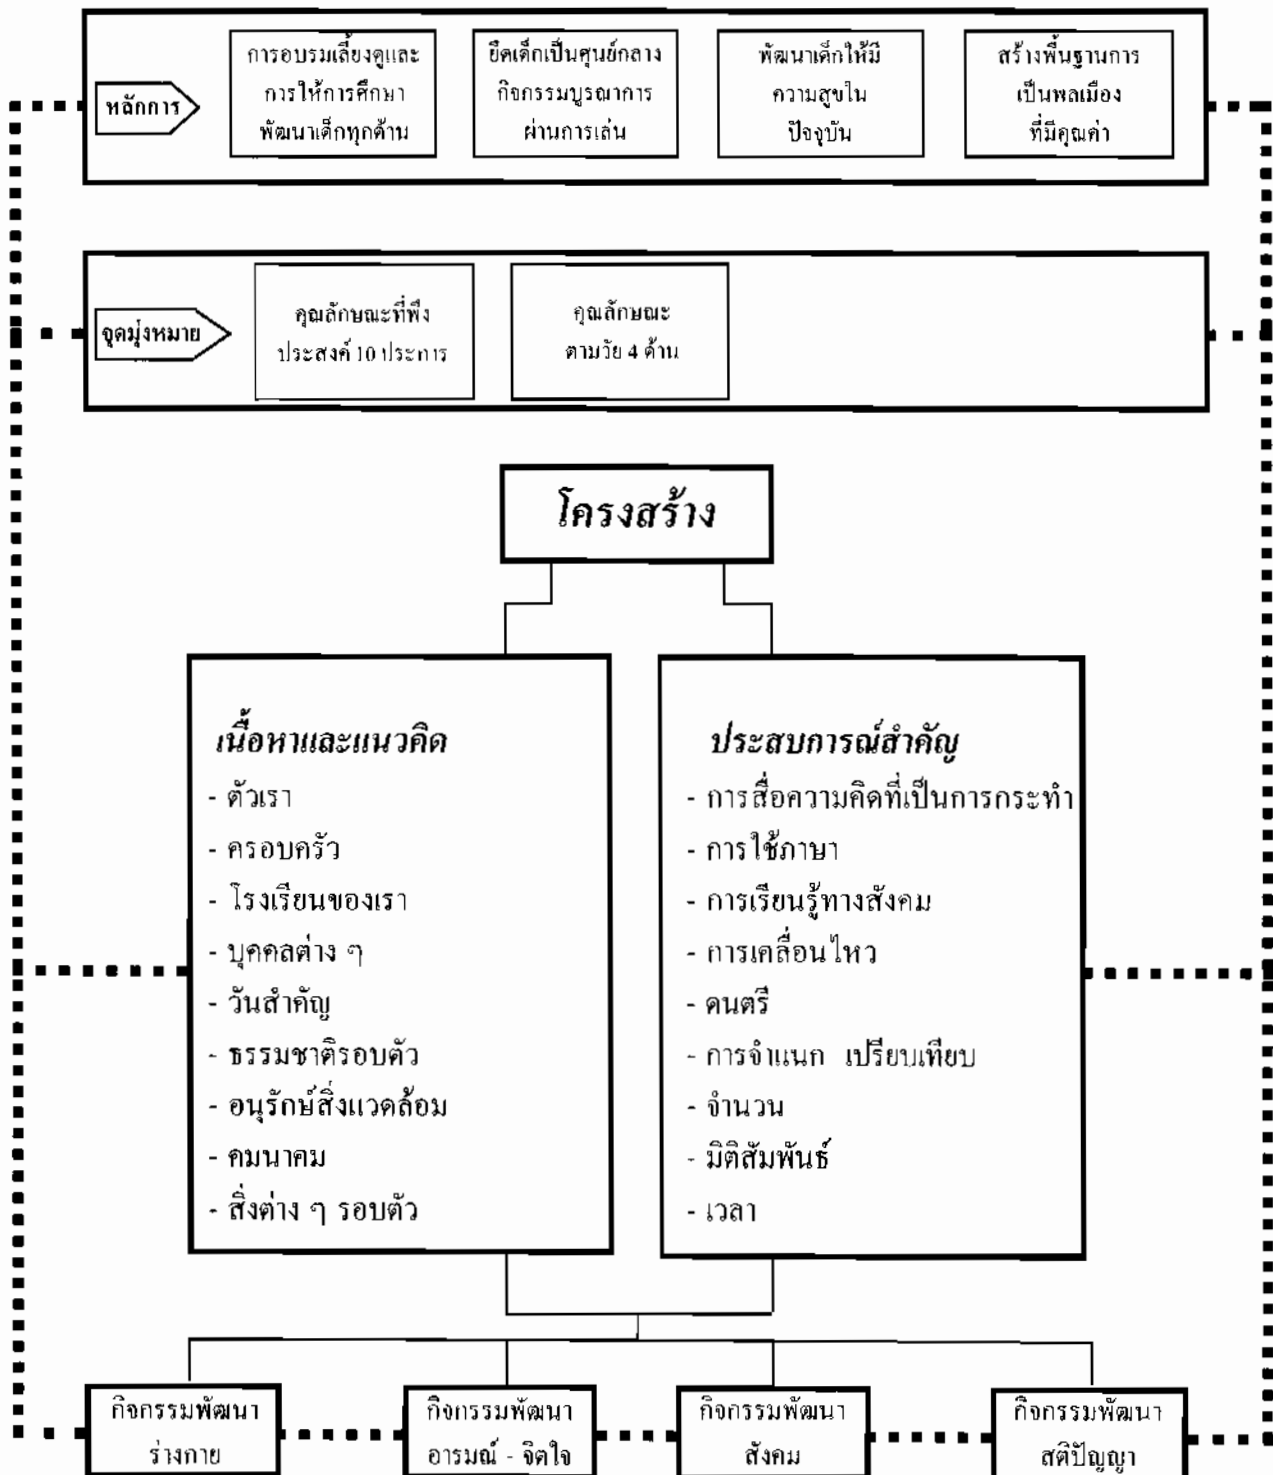 หลักการ
การอบรมเลี้ยงดูและ
การให้การศึกษา
พัฒนาเด็กทุกด้าน
ยึดเด็กเป็นศูนย์กลาง
กิจกรรมบูรณาการ
ผ่านการเล่น
พัฒนาเด็กให้มี
ความสุขใน
ปัจจุบัน
สร้างพื้นฐานการ
เป็นพลเมือง
ที่มีคุณค่า
จุดมุ่งหมาย
คุณลักษณะที่พึง
ประสงค์ 10 ประการ
คุณลักษณะ
ตามวัย 4 ด้าน
โครงสร้าง
เนื้อหาและแนวคิด
- ตัวเรา
- ครอบครัว
- โรงเรียนของเรา
- บุคคลต่าง ๆ
- วันสำคัญ
- ธรรมชาติรอบตัว
- อนุรักษ์สิ่งแวดล้อม
- คมนาคม
- สิ่งต่าง ๆ รอบตัว
ประสบการณ์สำคัญ
- การสื่อความคิดที่เป็นการกระทำ
- การใช้ภาษา
- การเรียนรู้ทางสังคม
- การเคลื่อนไหว
- ดนตรี
- การจำแนก เปรียบเทียบ
- จำนวน
- มิติสัมพันธ์
- เวลา
กิจกรรมพัฒนา
ร่างกาย
กิจกรรมพัฒนา
อารมณ์ - จิตใจ
กิจกรรมพัฒนา
สังคม
กิจกรรมพัฒนา
สติปัญญา